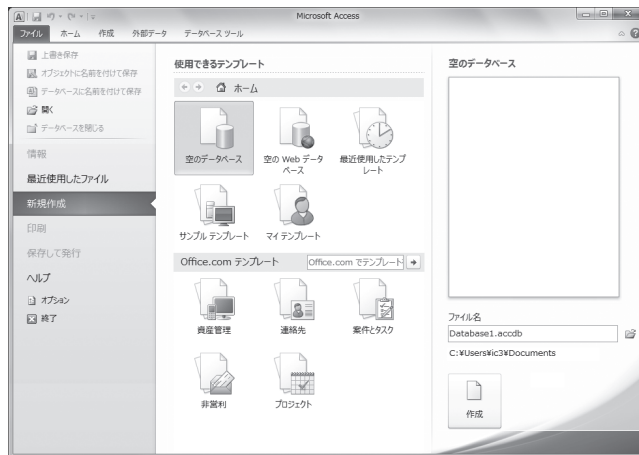 Microsoft Access
ファイル ホーム 作成 外部データ データベース ツール
上書き保存
オブジェクトに名前を付けて保存
データベースに名前を付けて保存
開く
データベースを閉じる
情報
最近使用したファイル
新規作成
印刷
保存して発行
ヘルプ
オプション
終了
使用できるテンプレート
ホーム
空のデータベース
空の Web データ
ベース
最近使用したテンプ
レート
サンプル テンプレート
マイ テンプレート
Office.com テンプレート
Office.com でテンプレート
資産管理
連絡先
案件とタスク
非営利
プロジェクト
空のデータベース
ファイル名
Database1.accdb
C:¥Users¥ic3¥Documents
作成